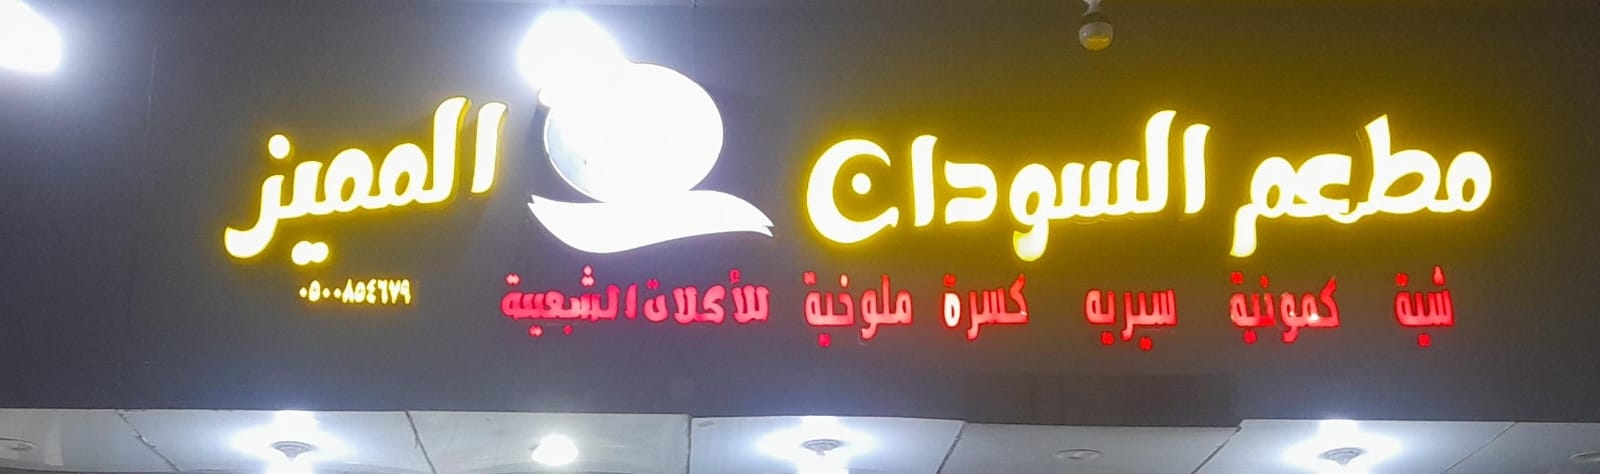 مطعم السودان المميز
شية كمونية سيريه كسرة ملوخية للأكلات الشعبية
٠٥٠٠٨٥٤٦٧٩